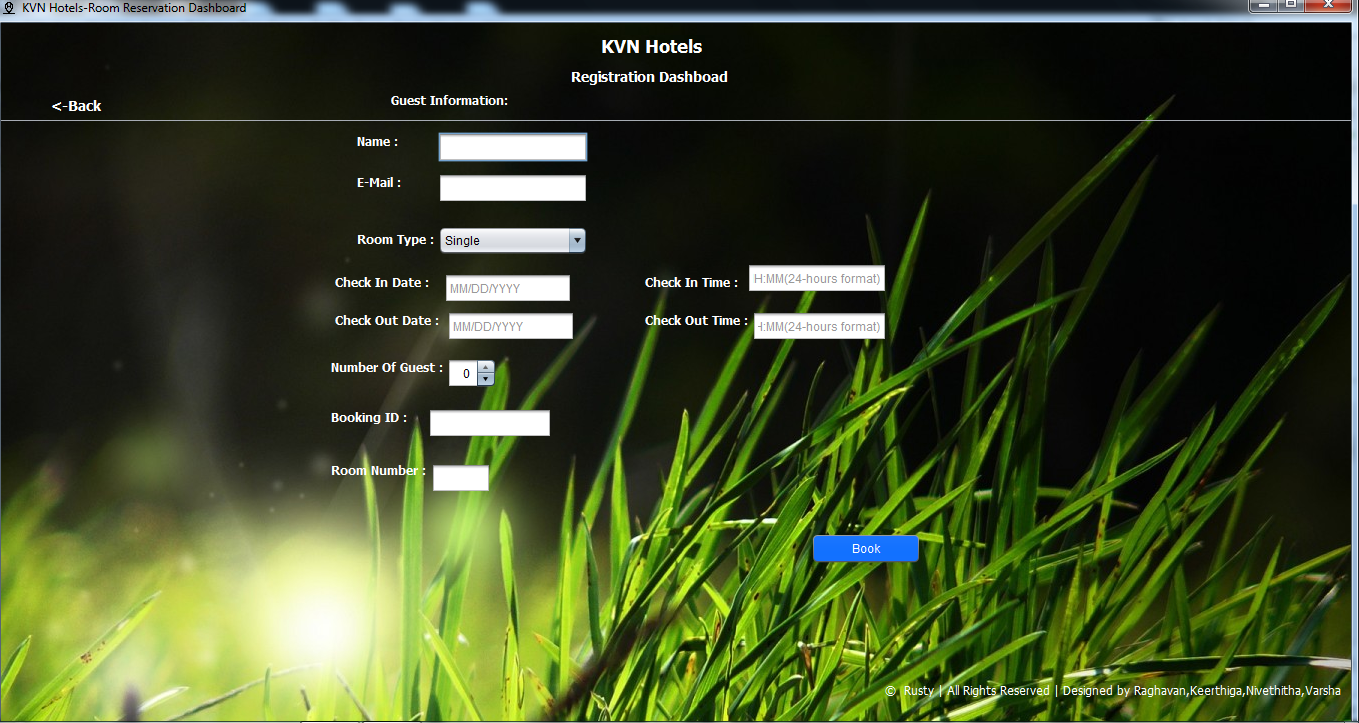 KVN Hotels-Room Reservation Dashboard
KVN Hotels
Registration Dashboad
<-Back
Guest Information:
Name :
E-Mail :
Room Type : Single
Check In Date : MM/DD/YYYY Check In Time : H:MM(24-hours format)
Check Out Date : MM/DD/YYYY Check Out Time : H:MM(24-hours format)
Number Of Guest : 0
Booking ID :
Room Number :
Book
© Rusty | All Rights Reserved | Designed by Raghavan,Keerthiga,Nivethitha,Varsha